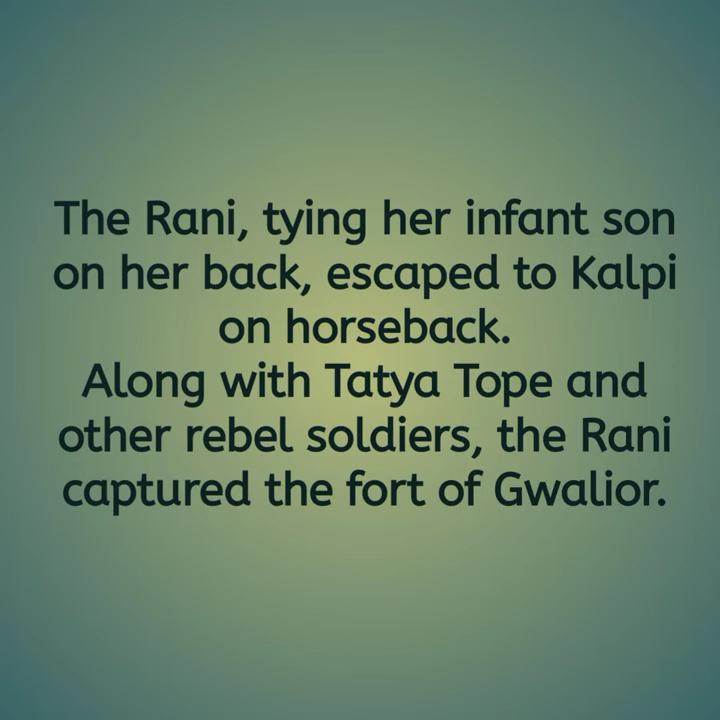 The Rani, tying her infant son
on her back, escaped to Kalpi
on horseback.
Along with Tatya Tope and
other rebel soldiers, the Rani
captured the fort of Gwalior.